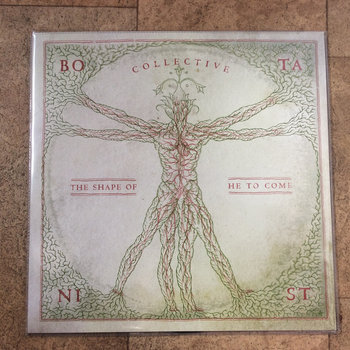 BO COLLECTIVE TA
THE SHAPE OF HE TO COME
NI ST